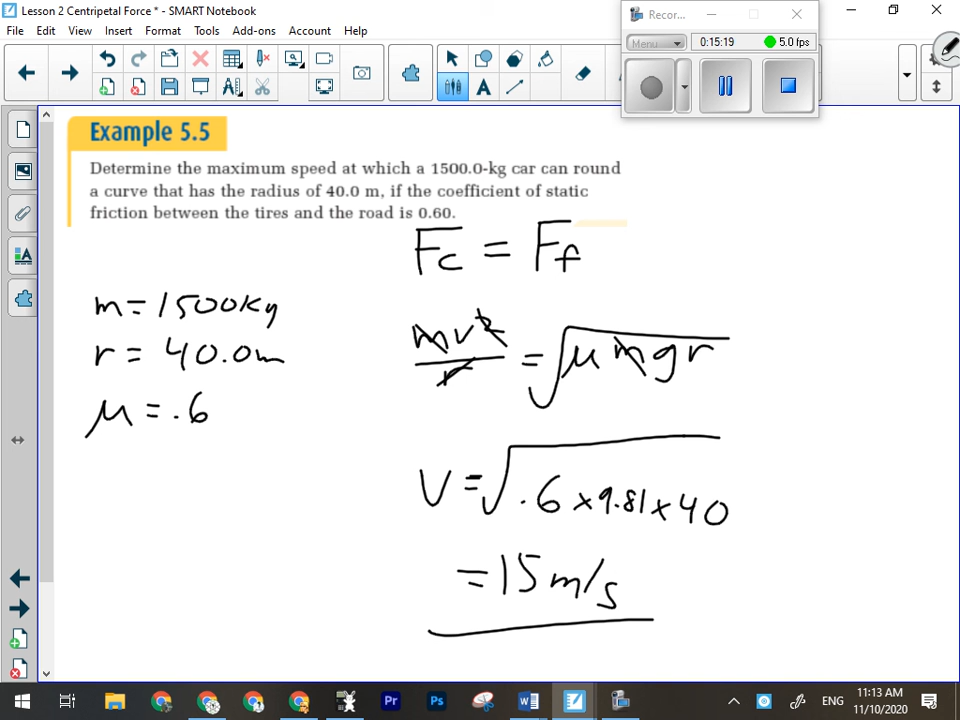 Lesson 2 Centripetal Force * - SMART Notebook
File Edit View Insert Format Tools Add-ons Account Help
Recor...
Menu
0:15:19
5.0 fps
Example 5.5
Determine the maximum speed at which a 1500.0-kg car can round
a curve that has the radius of 40.0 m, if the coefficient of static
friction between the tires and the road is 0.60.
Fc = Ff
m = 1500kg
r = 40.0m
μ = .6
mv²/r = √μmgr
V = √.6×9.81×40
= 15 m/s
ENG
11:13 AM
11/10/2020